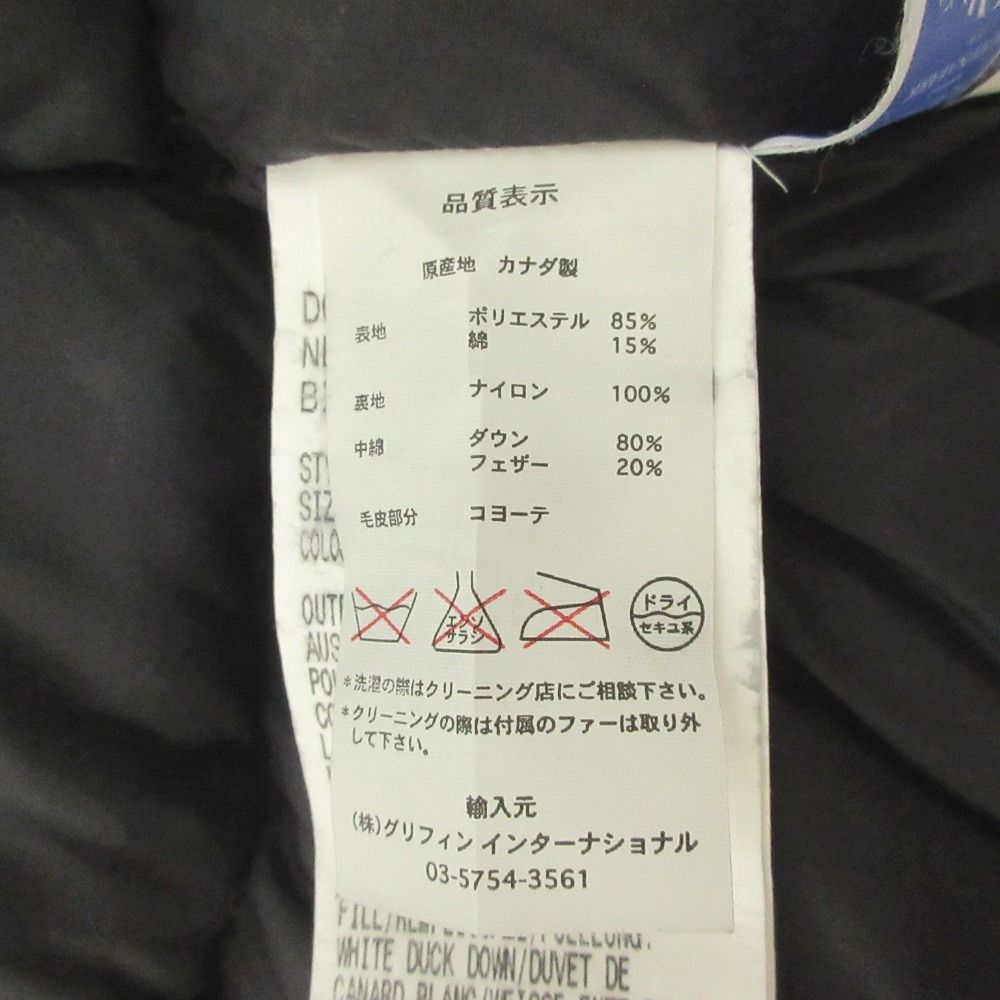 品質表示
原産地 カナダ製
表地 ポリエステル 85%
綿 15%
裏地 ナイロン 100%
中綿 ダウン 80%
フェザー 20%
毛皮部分 コヨーテ
エンソ
サラシ
ドライ
セキユ系
*洗濯の際はクリーニング店にご相談下さい。
*クリーニングの際は付属のファーは取り外
して下さい。
輸入元
(株)グリフィン インターナショナル
03-5754-3561
WHITE DUCK DOWN/DUVET DE